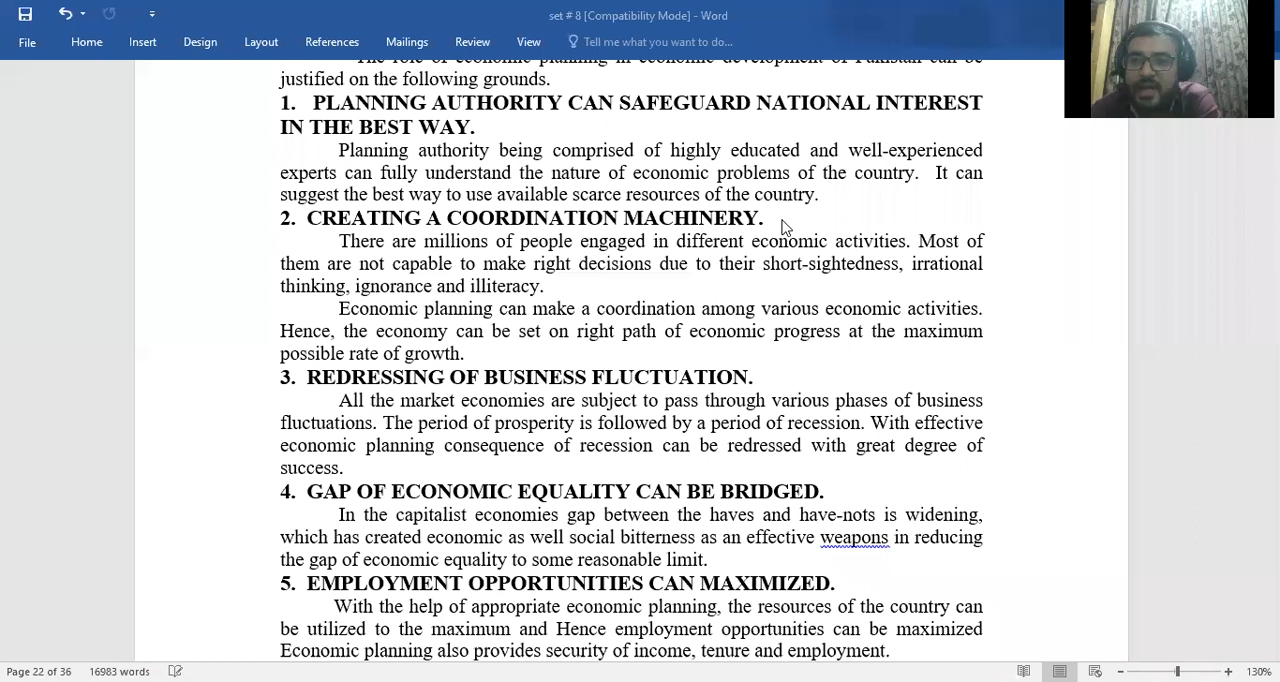 set # 8 [Compatibility Mode] - Word
File Home Insert Design Layout References Mailings Review View Tell me what you want to do...
The role of economic planning in economic development of Pakistan can be
justified on the following grounds.
1. PLANNING AUTHORITY CAN SAFEGUARD NATIONAL INTEREST
IN THE BEST WAY.
Planning authority being comprised of highly educated and well-experienced
experts can fully understand the nature of economic problems of the country. It can
suggest the best way to use available scarce resources of the country.
2. CREATING A COORDINATION MACHINERY.
There are millions of people engaged in different economic activities. Most of
them are not capable to make right decisions due to their short-sightedness, irrational
thinking, ignorance and illiteracy.
Economic planning can make a coordination among various economic activities.
Hence, the economy can be set on right path of economic progress at the maximum
possible rate of growth.
3. REDRESSING OF BUSINESS FLUCTUATION.
All the market economies are subject to pass through various phases of business
fluctuations. The period of prosperity is followed by a period of recession. With effective
economic planning consequence of recession can be redressed with great degree of
success.
4. GAP OF ECONOMIC EQUALITY CAN BE BRIDGED.
In the capitalist economies gap between the haves and have-nots is widening,
which has created economic as well social bitterness as an effective weapons in reducing
the gap of economic equality to some reasonable limit.
5. EMPLOYMENT OPPORTUNITIES CAN MAXIMIZED.
With the help of appropriate economic planning, the resources of the country can
be utilized to the maximum and Hence employment opportunities can be maximized
Economic planning also provides security of income, tenure and employment.
Page 22 of 36 16983 words 130%